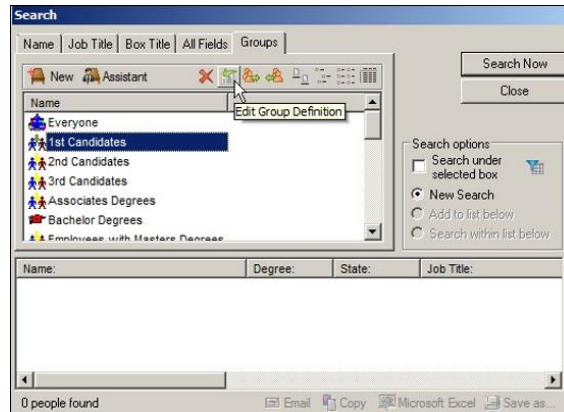 Search
Name Job Title Box Title All Fields Groups
New Assistant
Edit Group Definition
Name
Everyone
1st Candidates
2nd Candidates
3rd Candidates
Associates Degrees
Bachelor Degrees
Employees with Masters Degrees
Search Now
Close
Search options
Search under
selected box
New Search
Add to list below
Search within list below
Name: Degree: State: Job Title:
0 people found Email Copy Microsoft Excel Save as...